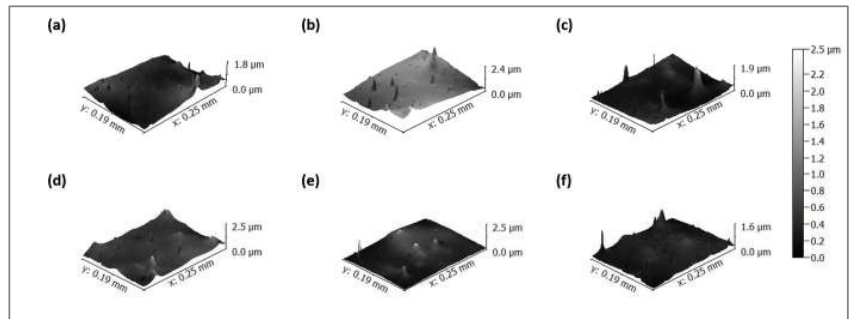 (a)
1.8 µm
0.0 µm
y: 0.19 mm
x: 0.25 mm
(b)
2.4 µm
0.0 µm
y: 0.19 mm
x: 0.25 mm
(c)
1.9 µm
0.0 µm
y: 0.19 mm
x: 0.25 mm
(d)
2.5 µm
0.0 µm
y: 0.19 mm
x: 0.25 mm
(e)
2.5 µm
0.0 µm
y: 0.19 mm
x: 0.25 mm
(f)
1.6 µm
0.0 µm
y: 0.19 mm
x: 0.25 mm
2.5 µm
2.2
2.0
1.8
1.6
1.4
1.2
1.0
0.8
0.6
0.4
0.2
0.0